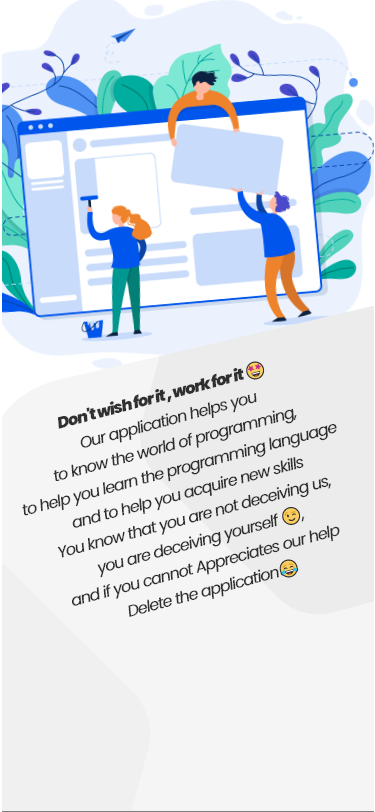 Don't wish for it , work for it 🤩
Our application helps you
to know the world of programming,
to help you learn the programming language
and to help you acquire new skills
You know that you are not deceiving us,
you are deceiving yourself 😉,
and if you cannot Appreciates our help
Delete the application😂